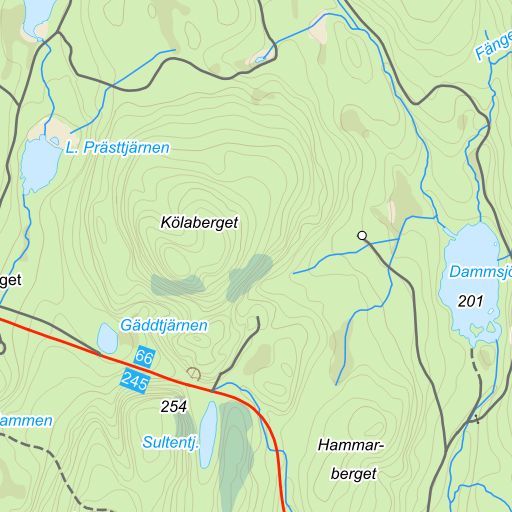 Fänge
L. Prästtjärnen
Kölaberget
get
Dammsjö
201
Gäddtjärnen
66
245
254
ammen
Sultentj.
Hammar-
berget